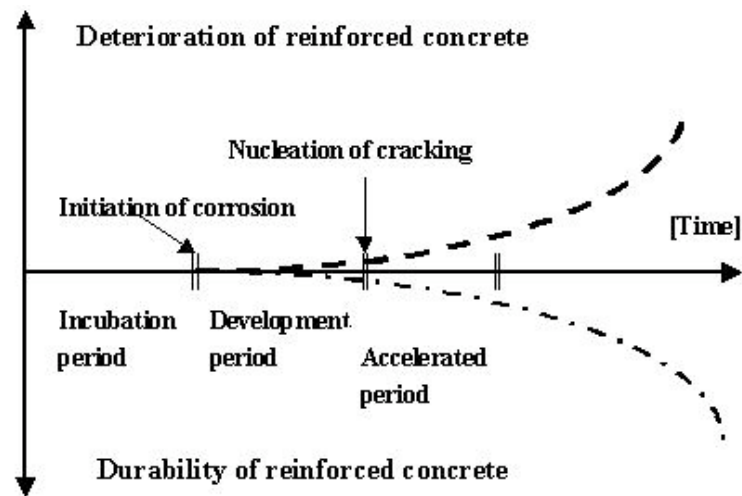 Deterioration of reinforced concrete
Nucleation of cracking
Initiation of corrosion
[Time]
Incubation
period
Development
period
Accelerated
period
Durability of reinforced concrete